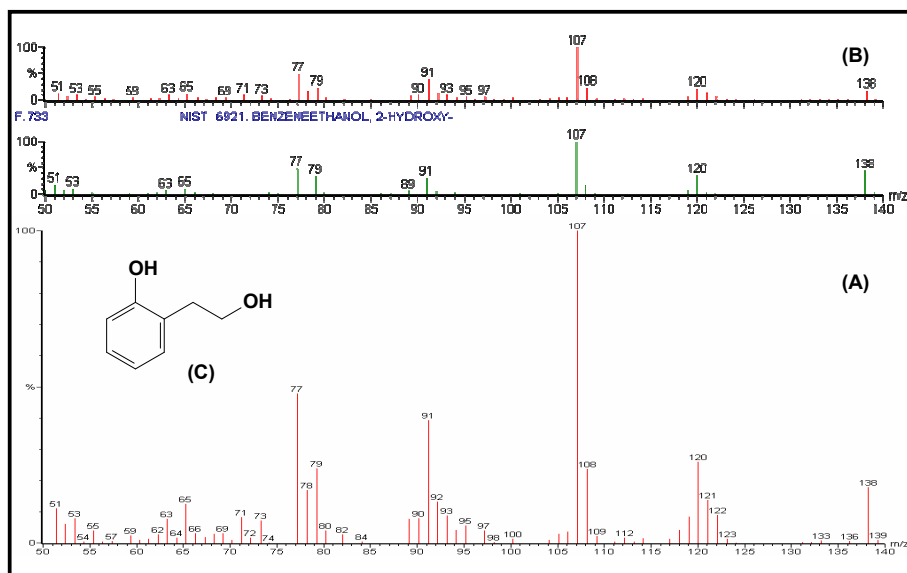 100
107
(B)
77
91
%
51 53 55 59 63 65 69 71 73 79 90 93 95 97 108 120 138
0
F.733 NIST 6921. BENZENEETHANOL, 2-HYDROXY-
100
107
%
51 53 63 65 77 79 89 91 120 138
0
50 55 60 65 70 75 80 85 90 95 100 105 110 115 120 125 130 135 140 m/z
100
107
OH
OH
(A)
(C)
77
%
91
79 108 120
138
78
51 53 65 92 121
54 55 57 59 62 63 64 66 69 71 72 73 74 80 82 84 90 93 95 97 98 100 109 112 122 123 133 136 139
0
50 55 60 65 70 75 80 85 90 95 100 105 110 115 120 125 130 135 140 m/z